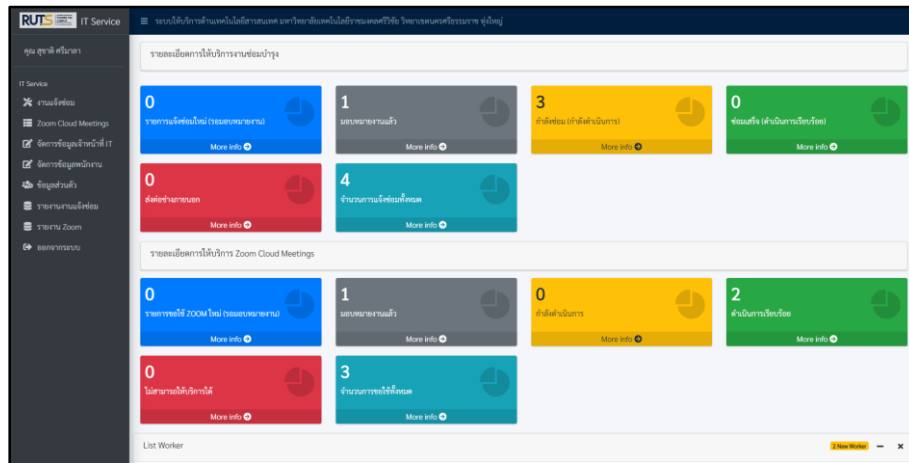 RUTS IT Service
ระบบให้บริการด้านเทคโนโลยีสารสนเทศ มหาวิทยาลัยเทคโนโลยีราชมงคลศรีวิชัย วิทยาเขตนครศรีธรรมราช ทุ่งใหญ่
คุณ สุชาติ ศรีมาลา
IT Service
งานแจ้งซ่อม
Zoom Cloud Meetings
จัดการข้อมูลเจ้าหน้าที่ IT
จัดการข้อมูลพนักงาน
ข้อมูลส่วนตัว
รายงานงานแจ้งซ่อม
รายงาน Zoom
ออกจากระบบ
รายละเอียดการให้บริการงานซ่อมบำรุง
0
รายการแจ้งซ่อมใหม่ (รอมอบหมายงาน)
More info
1
มอบหมายงานแล้ว
More info
3
กำลังซ่อม (กำลังดำเนินการ)
More info
0
ซ่อมเสร็จ (ดำเนินการเรียบร้อย)
More info
0
ส่งต่อช่างภายนอก
More info
4
จำนวนการแจ้งซ่อมทั้งหมด
More info
รายละเอียดการให้บริการ Zoom Cloud Meetings
0
รายการขอใช้ ZOOM ใหม่ (รอมอบหมายงาน)
More info
1
มอบหมายงานแล้ว
More info
0
กำลังดำเนินการ
More info
2
ดำเนินการเรียบร้อย
More info
0
ไม่สามารถให้บริการได้
More info
3
จำนวนการขอใช้ทั้งหมด
More info
List Worker
2 New Worker